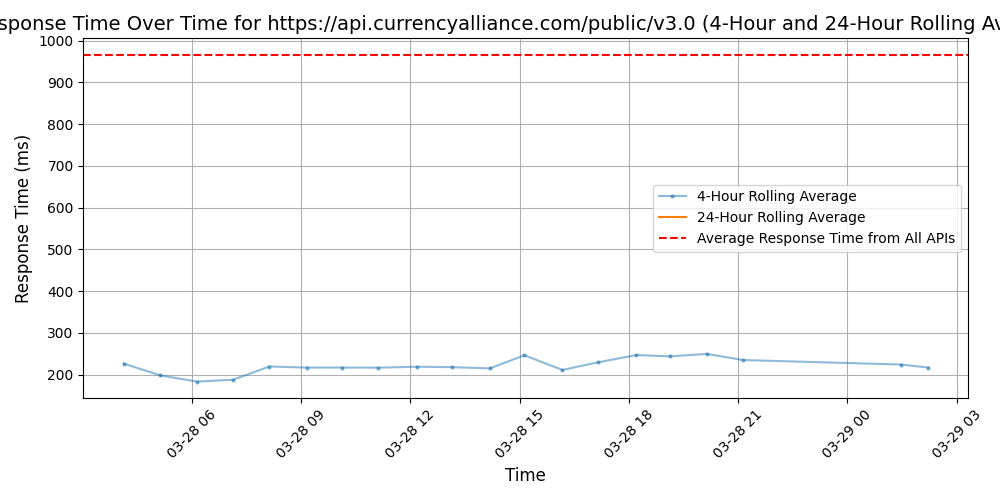 sponse Time Over Time for https://api.currencyalliance.com/public/v3.0 (4-Hour and 24-Hour Rolling Av
Response Time (ms)
1000
900
800
700
600
500
400
300
200
4-Hour Rolling Average
24-Hour Rolling Average
Average Response Time from All APIs
03-28 06
03-28 09
03-28 12
03-28 15
03-28 18
03-28 21
03-29 00
03-29 03
Time